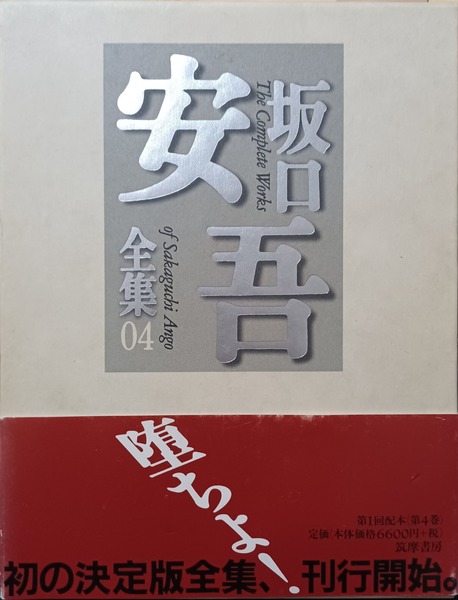 坂口
安吾
全集
04
The Complete Works
of Sakaguchi Ango
堕ちよ!
第1回配本(第4巻)
定価(本体価格6600円+税)
筑摩書房
初の決定版全集、刊行開始。